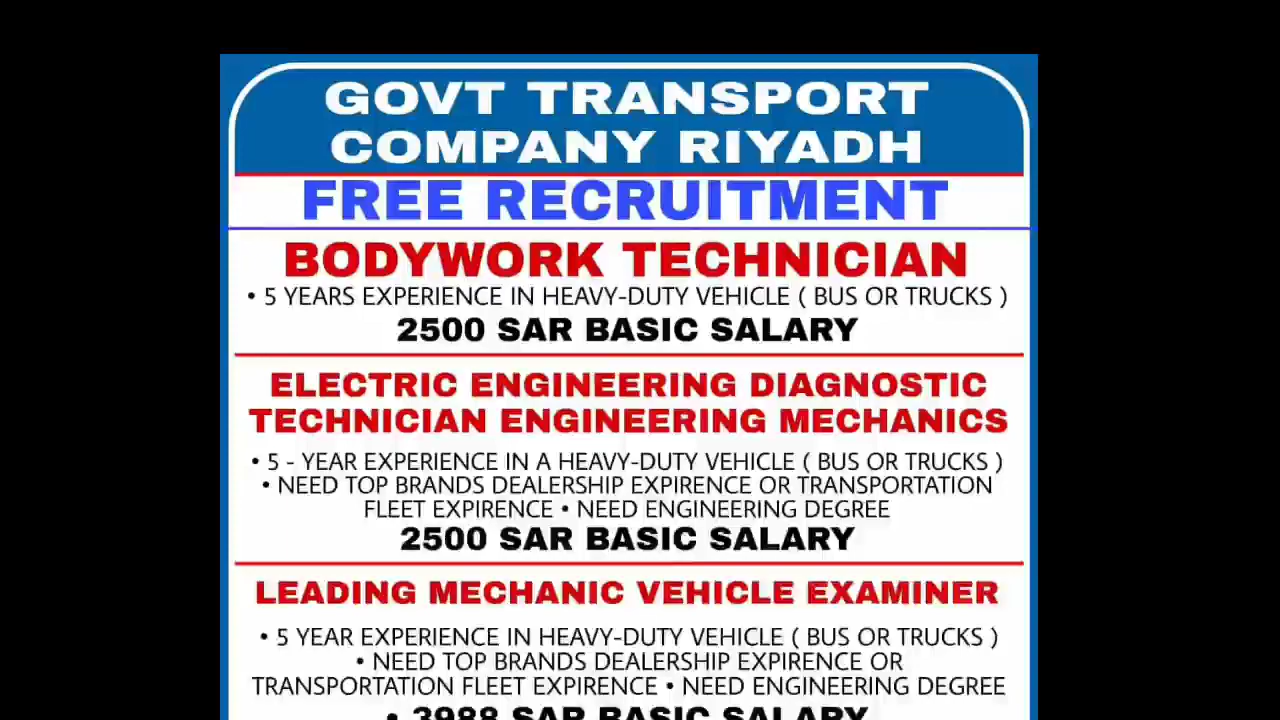 GOVT TRANSPORT
COMPANY RIYADH
FREE RECRUITMENT
BODYWORK TECHNICIAN
• 5 YEARS EXPERIENCE IN HEAVY-DUTY VEHICLE ( BUS OR TRUCKS )
2500 SAR BASIC SALARY
ELECTRIC ENGINEERING DIAGNOSTIC
TECHNICIAN ENGINEERING MECHANICS
• 5 - YEAR EXPERIENCE IN A HEAVY-DUTY VEHICLE ( BUS OR TRUCKS )
• NEED TOP BRANDS DEALERSHIP EXPIRENCE OR TRANSPORTATION
FLEET EXPIRENCE • NEED ENGINEERING DEGREE
2500 SAR BASIC SALARY
LEADING MECHANIC VEHICLE EXAMINER
• 5 YEAR EXPERIENCE IN HEAVY-DUTY VEHICLE ( BUS OR TRUCKS )
• NEED TOP BRANDS DEALERSHIP EXPIRENCE OR
TRANSPORTATION FLEET EXPIRENCE • NEED ENGINEERING DEGREE
• 3988 SAR BASIC SALARY